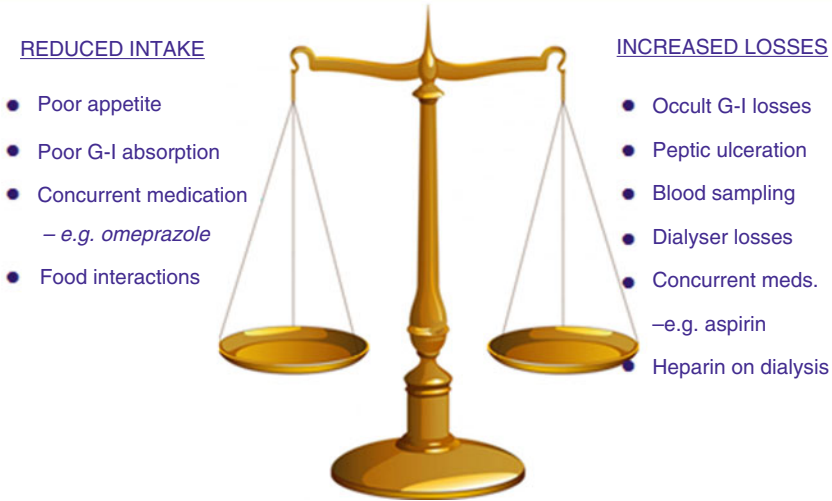 REDUCED INTAKE
● Poor appetite
● Poor G-I absorption
● Concurrent medication
– e.g. omeprazole
● Food interactions
INCREASED LOSSES
● Occult G-I losses
● Peptic ulceration
● Blood sampling
● Dialyser losses
● Concurrent meds.
–e.g. aspirin
● Heparin on dialysis